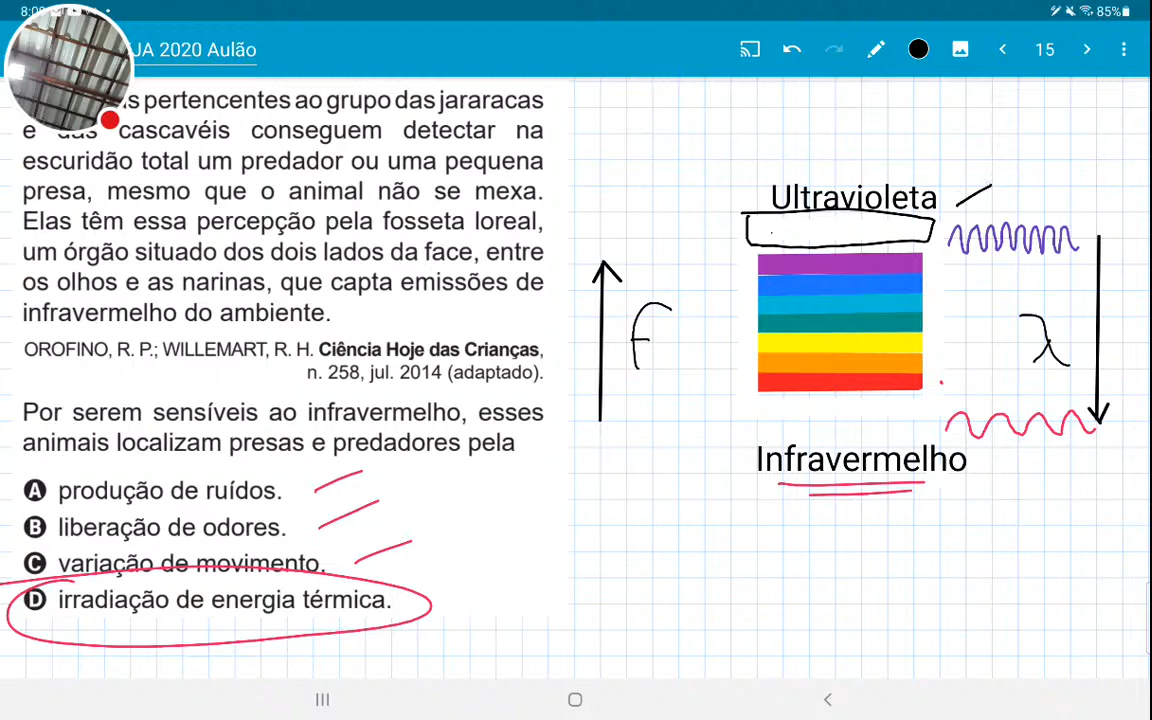 8:0
85%
JA 2020 Aulão
15
s pertencentes ao grupo das jararacas
e das cascavéis conseguem detectar na
escuridão total um predador ou uma pequena
presa, mesmo que o animal não se mexa.
Elas têm essa percepção pela fosseta loreal,
um órgão situado dos dois lados da face, entre
os olhos e as narinas, que capta emissões de
infravermelho do ambiente.
OROFINO, R. P.; WILLEMART, R. H. Ciência Hoje das Crianças,
n. 258, jul. 2014 (adaptado).
Por serem sensíveis ao infravermelho, esses
animais localizam presas e predadores pela
A produção de ruídos.
B liberação de odores.
C variação de movimento.
D irradiação de energia térmica.
Ultravioleta
F
λ
Infravermelho